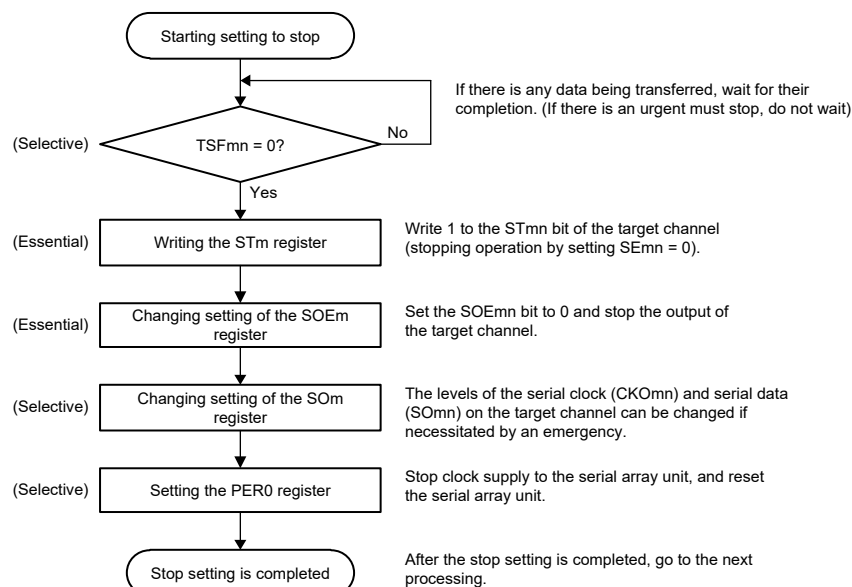 Starting setting to stop
If there is any data being transferred, wait for their
completion. (If there is an urgent must stop, do not wait)
(Selective)
TSFmn = 0?
No
Yes
(Essential)
Writing the STm register
Write 1 to the STmn bit of the target channel
(stopping operation by setting SEmn = 0).
(Essential)
Changing setting of the SOEm
register
Set the SOEmn bit to 0 and stop the output of
the target channel.
(Selective)
Changing setting of the SOm
register
The levels of the serial clock (CKOmn) and serial data
(SOmn) on the target channel can be changed if
necessitated by an emergency.
(Selective)
Setting the PER0 register
Stop clock supply to the serial array unit, and reset
the serial array unit.
Stop setting is completed
After the stop setting is completed, go to the next
processing.